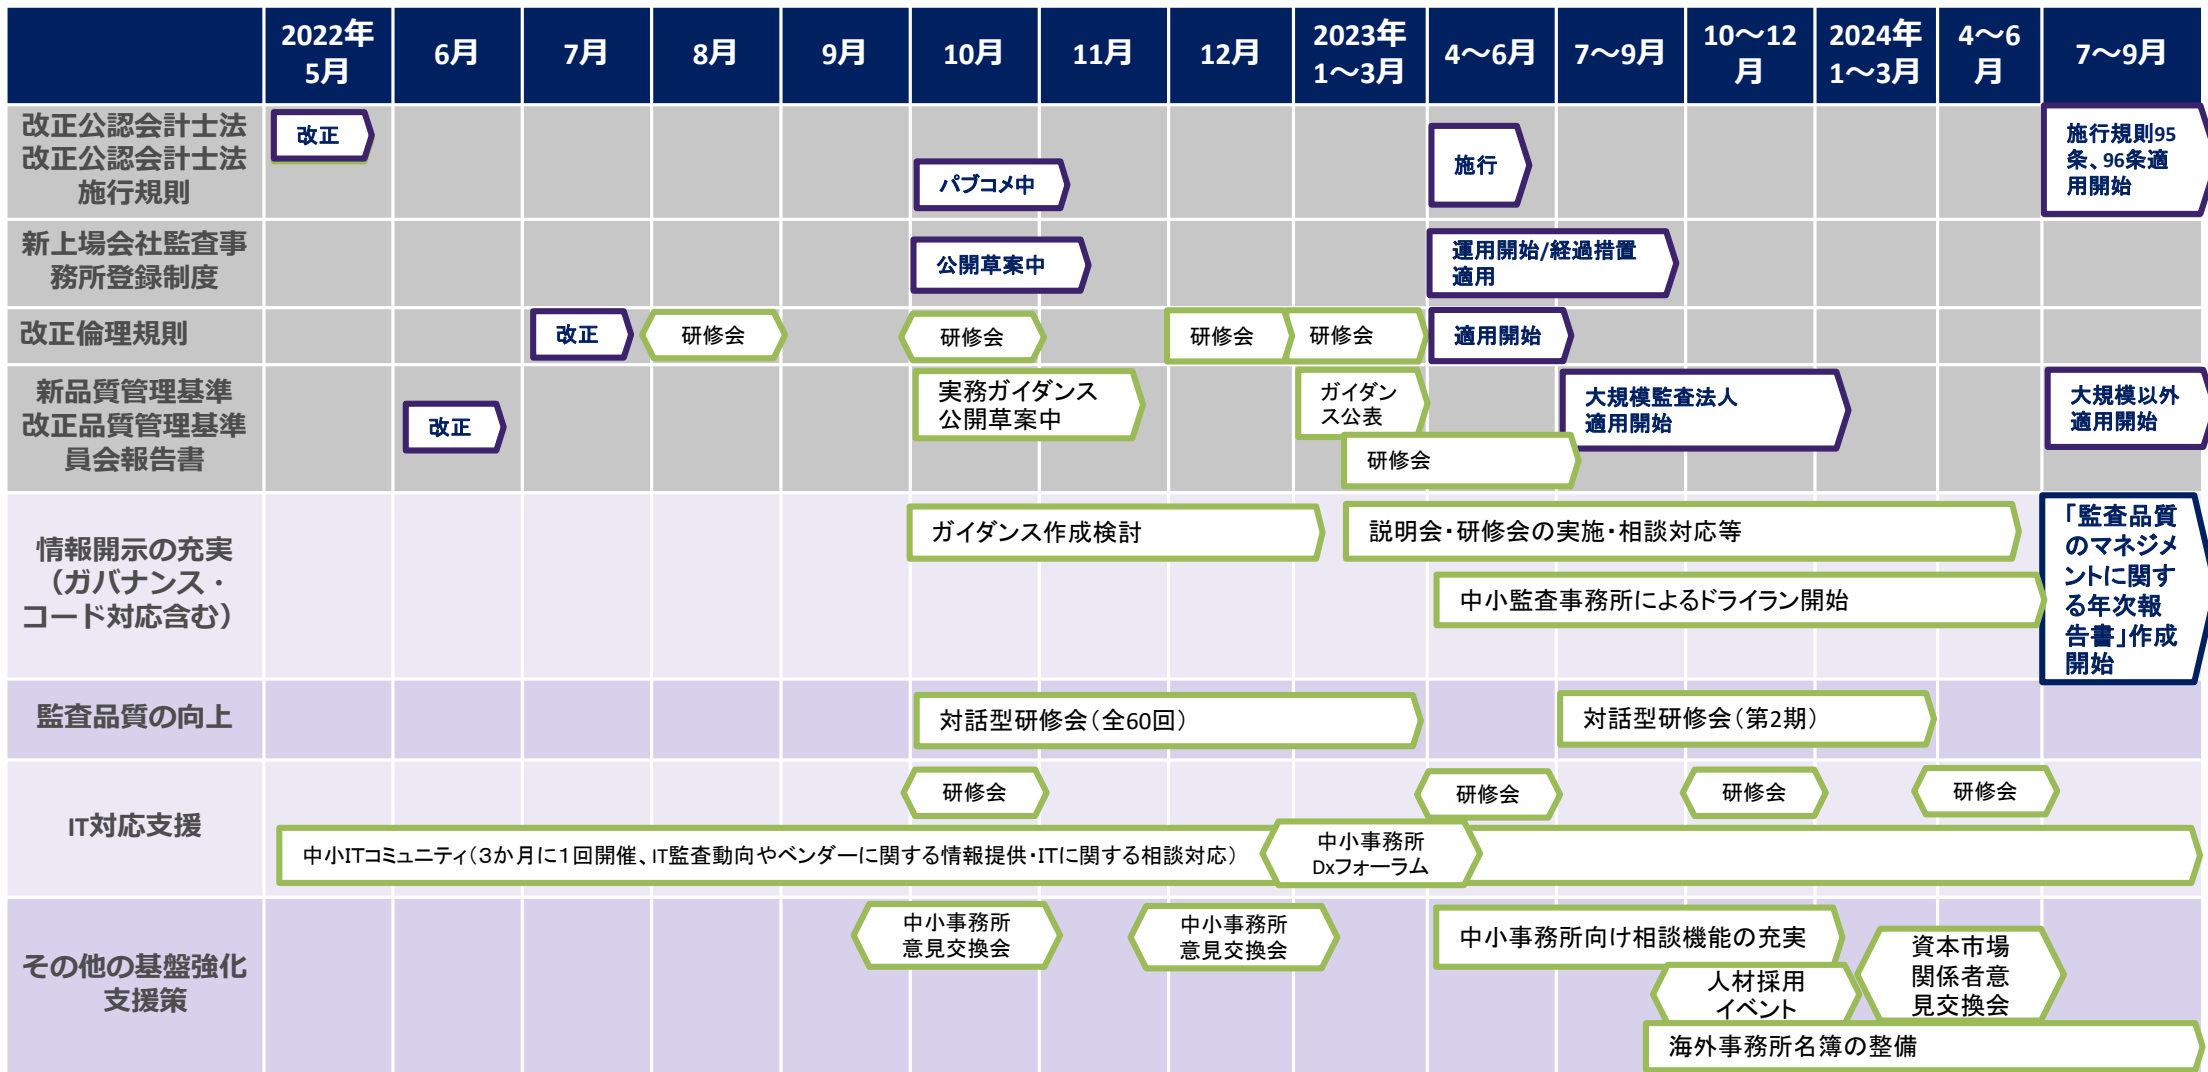 2022年
5月
6月
7月
8月
9月
10月
11月
12月
2023年
1～3月
4～6月
7～9月
10～12
月
2024年
1～3月
4～6
月
7～9月
改正公認会計士法
改正公認会計士法
施行規則
改正
パブコメ中
施行
施行規則95
条、96条適
用開始
新上場会社監査事
務所登録制度
公開草案中
運用開始/経過措置
適用
改正倫理規則
改正
研修会
研修会
研修会
研修会
適用開始
新品質管理基準
改正品質管理基準
員会報告書
改正
実務ガイダンス
公開草案中
ガイダン
ス公表
研修会
大規模監査法人
適用開始
大規模以外
適用開始
情報開示の充実
（ガバナンス・
コード対応含む）
ガイダンス作成検討
説明会・研修会の実施・相談対応等
中小監査事務所によるドライラン開始
「監査品質
のマネジメ
ントに関す
る年次報
告書」作成
開始
監査品質の向上
対話型研修会（全60回）
対話型研修会（第2期）
IT対応支援
研修会
研修会
研修会
研修会
中小ITコミュニティ（３か月に１回開催、IT監査動向やベンダーに関する情報提供・ITに関する相談対応）
中小事務所
Dxフォーラム
その他の基盤強化
支援策
中小事務所
意見交換会
中小事務所
意見交換会
中小事務所向け相談機能の充実
人材採用
イベント
資本市場
関係者意
見交換会
海外事務所名簿の整備